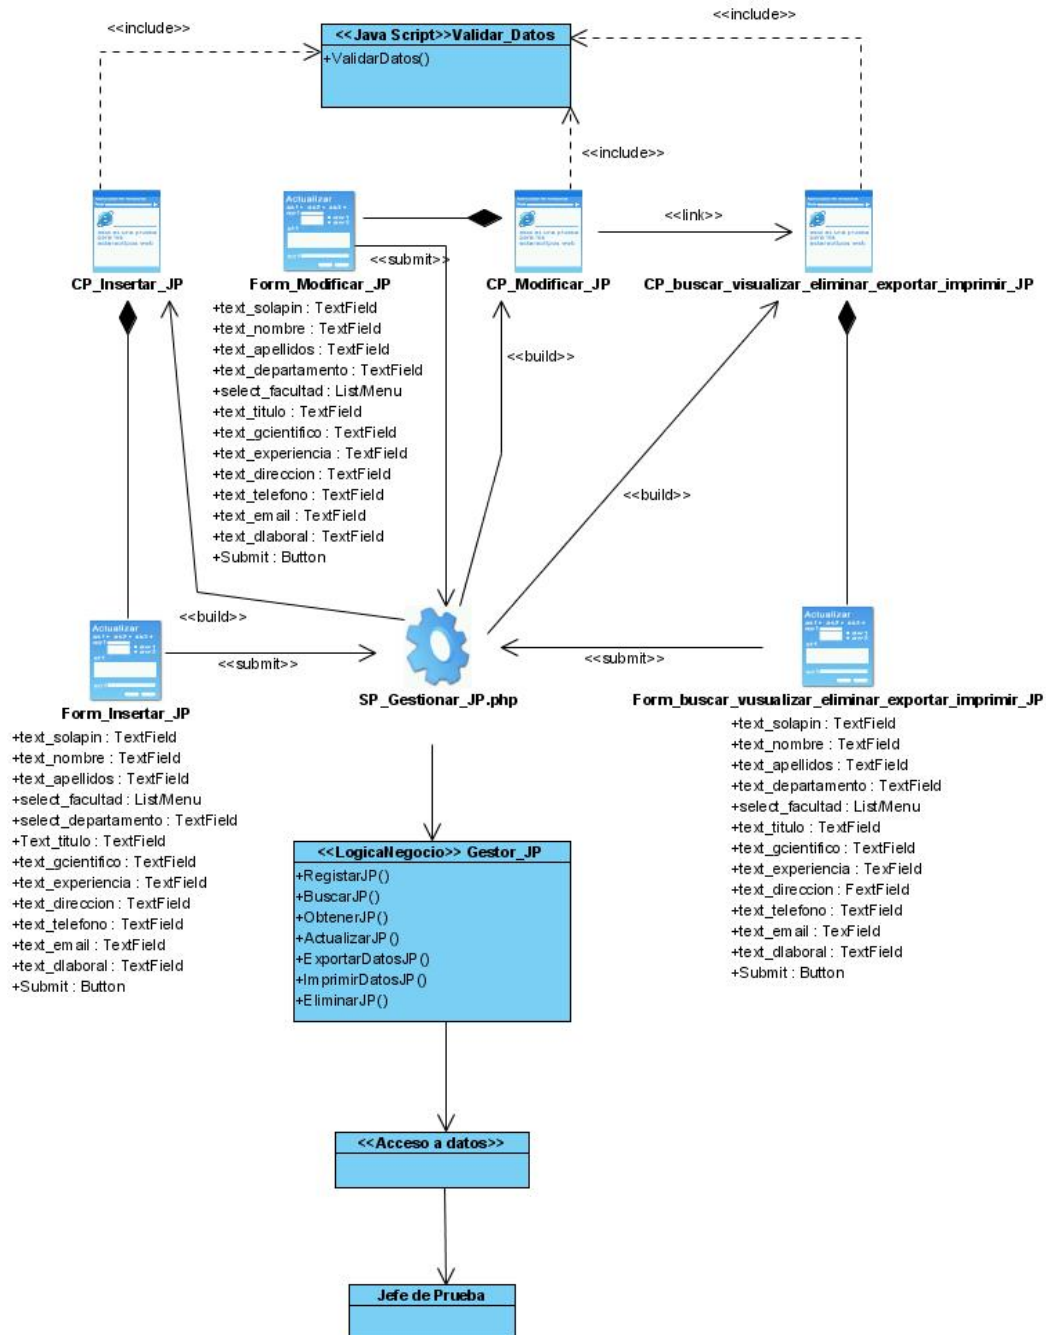 <<include>>
<<include>>
<<Java Script>>Validar_Datos
+ValidarDatos()
<<include>>
Actualizar
<<link>>
<<submit>>
CP_Insertar_JP
Form_Modificar_JP
CP_Modificar_JP
CP_buscar_visualizar_eliminar_exportar_imprimir_JP
+text_solapin : TextField
+text_nombre : TextField
+text_apellidos : TextField
+text_departamento : TextField
+select_facultad : List/Menu
+text_titulo : TextField
+text_gcientifico : TextField
+text_experiencia : TextField
+text_direccion : TextField
+text_telefono : TextField
+text_email : TextField
+text_dlaboral : TextField
+Submit : Button
<<build>>
<<build>>
<<build>>
Actualizar
<<submit>>
<<submit>>
Actualizar
Form_Insertar_JP
SP_Gestionar_JP.php
Form_buscar_vusualizar_eliminar_exportar_imprimir_JP
+text_solapin : TextField
+text_nombre : TextField
+text_apellidos : TextField
+select_facultad : List/Menu
+select_departamento : TextField
+Text_titulo : TextField
+text_gcientifico : TextField
+text_experiencia : TextField
+text_direccion : TextField
+text_telefono : TextField
+text_email : TextField
+text_dlaboral : TextField
+Submit : Button
+text_solapin : TextField
+text_nombre : TextField
+text_apellidos : TextField
+text_departamento : TextField
+select_facultad : List/Menu
+text_titulo : TextField
+text_gcientifico : TextField
+text_experiencia : TextField
+text_direccion : FextField
+text_telefono : TextField
+text_email : TextField
+text_dlaboral : TextField
+Submit : Button
<<LogicaNegocio>> Gestor_JP
+RegistarJP()
+BuscarJP()
+ObtenerJP()
+ActualizarJP()
+ExportarDatosJP()
+ImprimirDatosJP()
+EliminarJP()
<<Acceso a datos>>
Jefe de Prueba